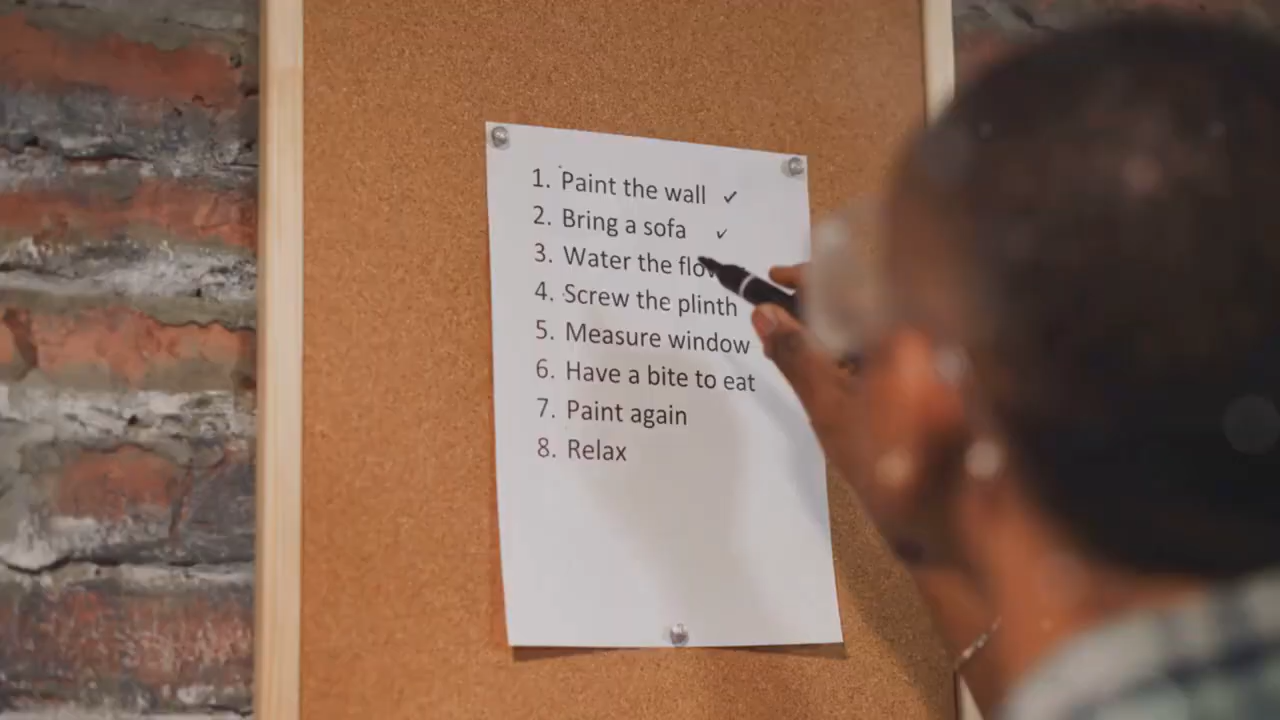 1. Paint the wall ✓
2. Bring a sofa ✓
3. Water the
4. Screw the plinth
5. Measure window
6. Have a bite to eat
7. Paint again
8. Relax